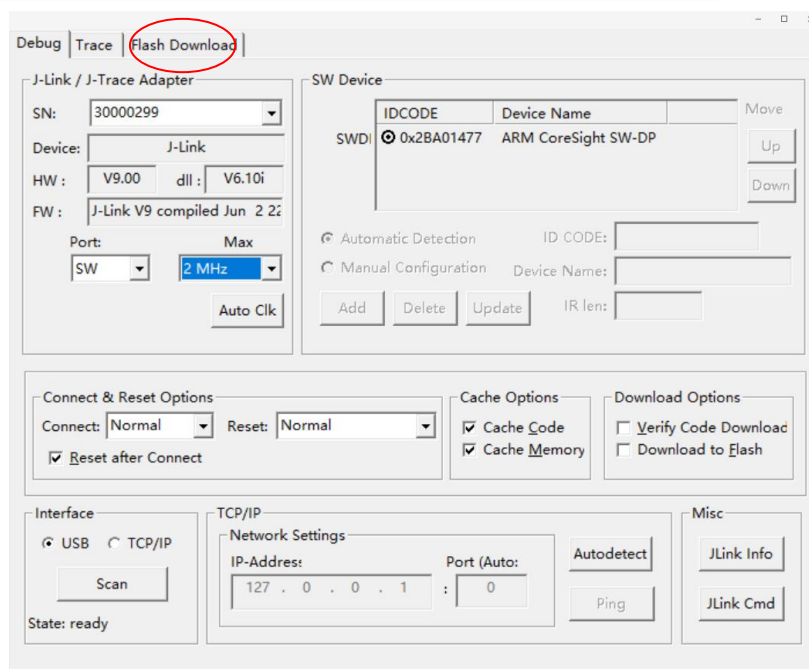 Debug Trace Flash Download
J-Link / J-Trace Adapter
SN: 30000299
Device: J-Link
HW : V9.00 dll : V6.10i
FW : J-Link V9 compiled Jun 2 22
Port: Max
SW 2 MHz
Auto Clk
SW Device
IDCODE Device Name Move
SWDI 0x2BA01477 ARM CoreSight SW-DP Up
Down
Automatic Detection ID CODE:
Manual Configuration Device Name:
Add Delete Update IR len:
Connect & Reset Options
Connect: Normal Reset: Normal
Reset after Connect
Cache Options
Cache Code
Cache Memory
Download Options
Verify Code Download
Download to Flash
Interface
USB TCP/IP
Scan
State: ready
TCP/IP
Network Settings
IP-Address: Port (Auto:
127 . 0 . 0 . 1 : 0
Autodetect
Ping
Misc
JLink Info
JLink Cmd